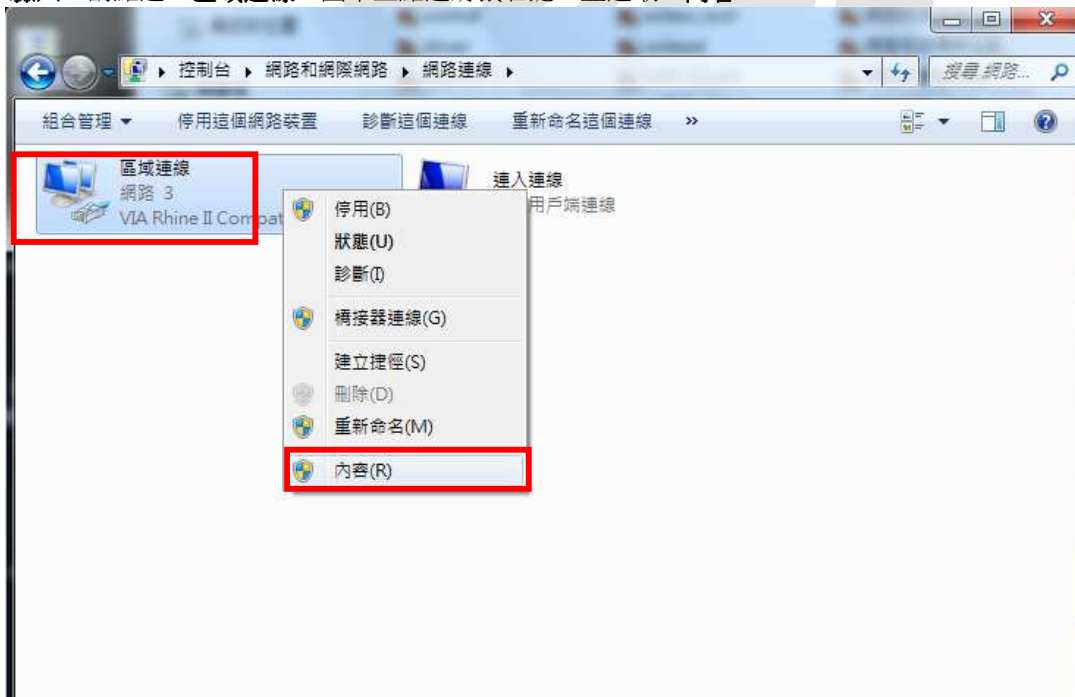 控制台 ▸ 網路和網際網路 ▸ 網路連線 ▸
搜尋 網路...
組合管理 停用這個網路裝置 診斷這個連線 重新命名這個連線 »
區域連線
網路 3
VIA Rhine II Compat
連入連線
用戶端連線
停用(B)
狀態(U)
診斷(I)
橋接器連線(G)
建立捷徑(S)
刪除(D)
重新命名(M)
內容(R)